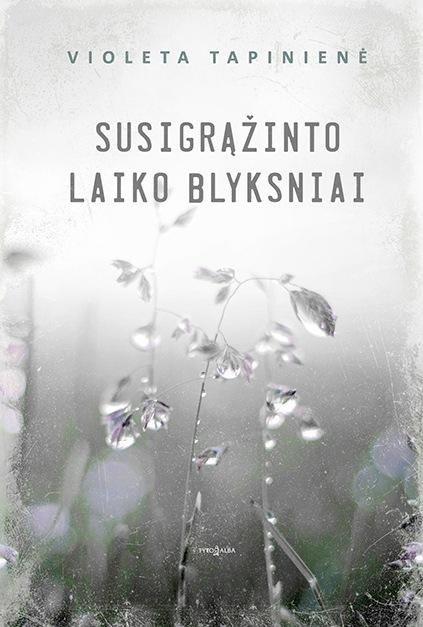 VIOLETA TAPINIENĖ
SUSIGRĄŽINTO
LAIKO BLYKSNIAI
TYTO ALBA